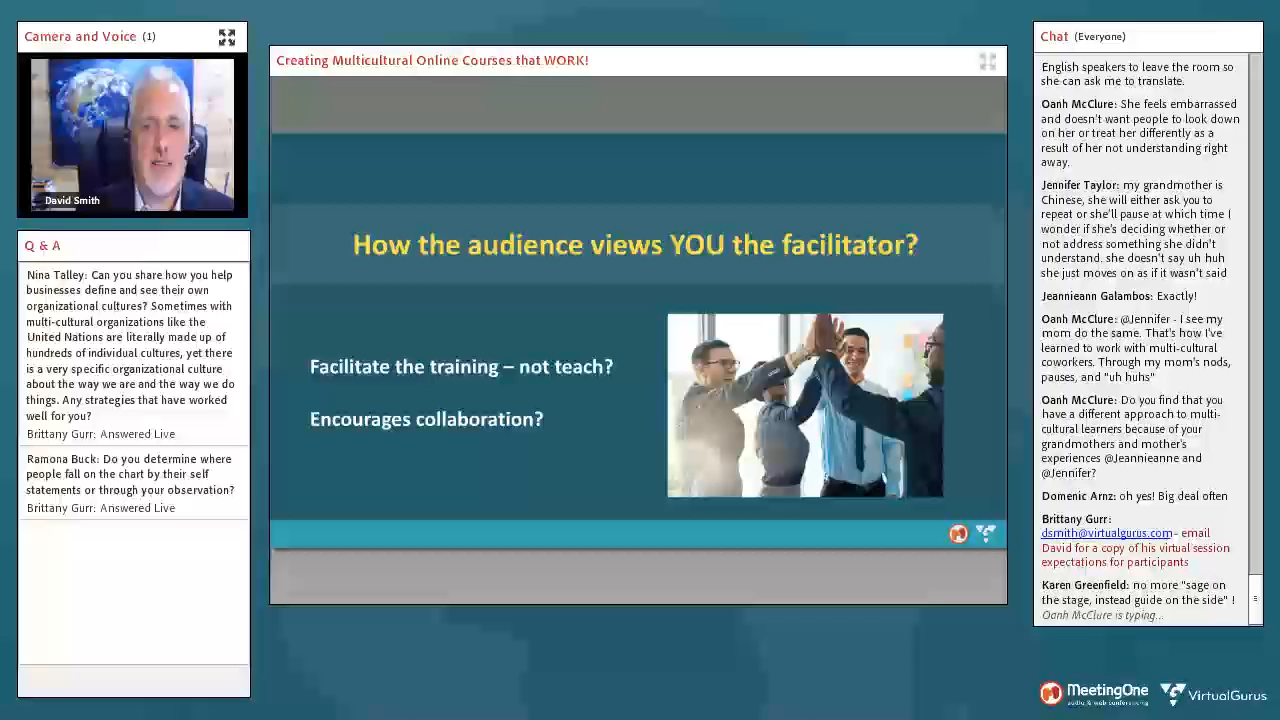 Camera and Voice (1)
David Smith
Q & A
Nina Talley: Can you share how you help
businesses define and see their own
organizational cultures? Sometimes with
multi-cultural organizations like the
United Nations are literally made up of
hundreds of individual cultures, yet there
is a very specific organizational culture
about the way we are and the way we do
things. Any strategies that have worked
well for you?
Brittany Gurr: Answered Live
Ramona Buck: Do you determine where
people fall on the chart by their self
statements or through your observation?
Brittany Gurr: Answered Live
Creating Multicultural Online Courses that WORK!
How the audience views YOU the facilitator?
Facilitate the training – not teach?
Encourages collaboration?
Chat (Everyone)
English speakers to leave the room so
she can ask me to translate.
Oanh McClure: She feels embarrassed
and doesn't want people to look down
on her or treat her differently as a
result of her not understanding right
away.
Jennifer Taylor: my grandmother is
Chinese, she will either ask you to
repeat or she'll pause at which time I
wonder if she's deciding whether or
not address something she didn't
understand. she doesn't say uh huh
she just moves on as if it wasn't said
Jeannieann Galambos: Exactly!
Oanh McClure: @Jennifer - I see my
mom do the same. That's how I've
learned to work with multi-cultural
coworkers. Through my mom's nods,
pauses, and "uh huhs"
Oanh McClure: Do you find that you
have a different approach to multi-
cultural learners because of your
grandmothers and mother's
experiences @Jeannieanne and
@Jennifer?
Domenic Arnz: oh yes! Big deal often
Brittany Gurr:
dsmith@virtualgurus.com- email
David for a copy of his virtual session
expectations for participants
Karen Greenfield: no more "sage on
the stage, instead guide on the side" !
Oanh McClure is typing...
MeetingOne
audio & web conferencing
VirtualGurus